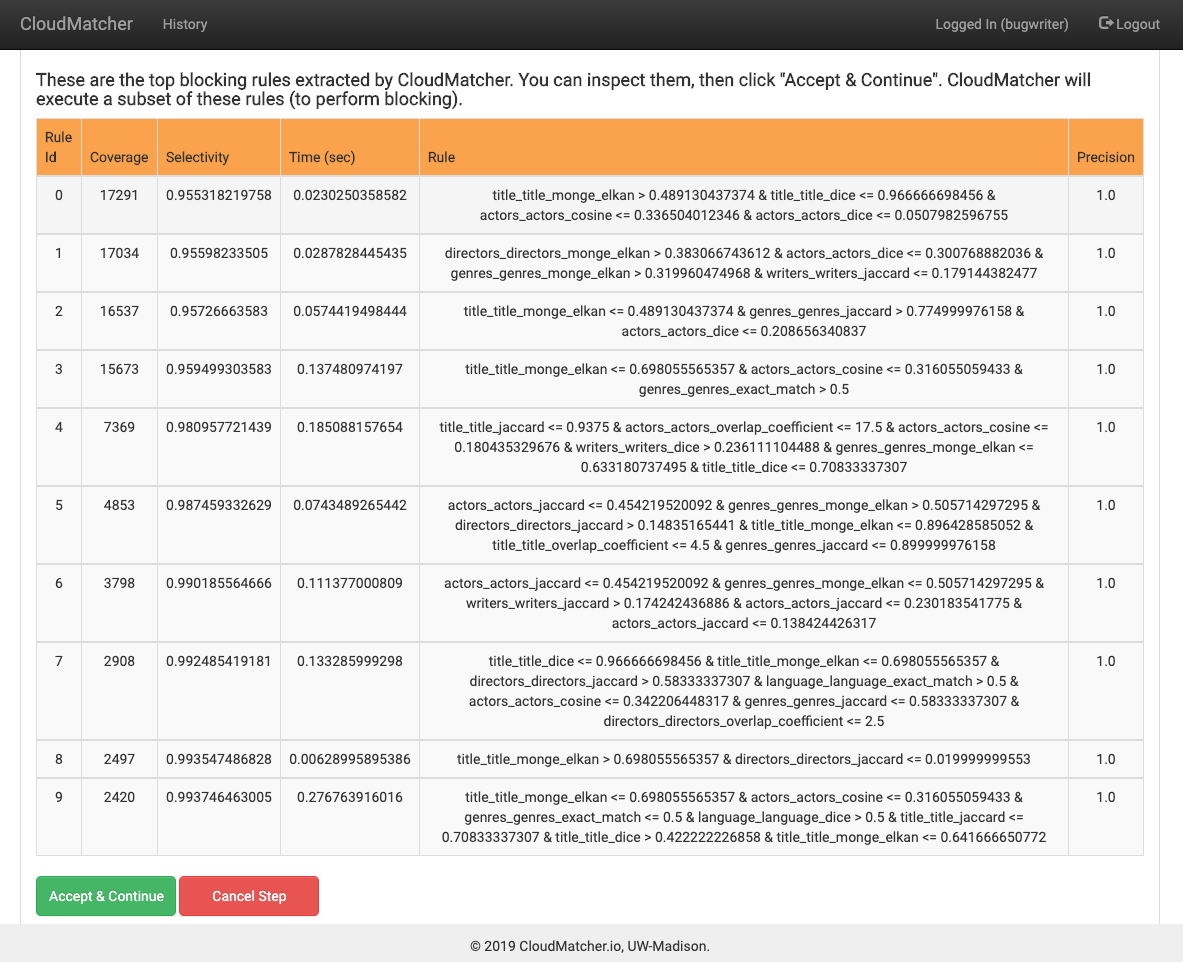 CloudMatcher History Logged In (bugwriter) Logout
These are the top blocking rules extracted by CloudMatcher. You can inspect them, then click "Accept & Continue". CloudMatcher will
execute a subset of these rules (to perform blocking).
Rule
Id Coverage Selectivity Time (sec) Rule Precision
0 17291 0.955318219758 0.0230250358582 title_title_monge_elkan > 0.489130437374 & title_title_dice <= 0.966666698456 & 1.0
actors_actors_cosine <= 0.336504012346 & actors_actors_dice <= 0.0507982596755
1 17034 0.95598233505 0.0287828445435 directors_directors_monge_elkan > 0.383066743612 & actors_actors_dice <= 0.300768882036 & 1.0
genres_genres_monge_elkan > 0.319960474968 & writers_writers_jaccard <= 0.179144382477
2 16537 0.95726663583 0.0574419498444 title_title_monge_elkan <= 0.489130437374 & genres_genres_jaccard > 0.774999976158 & 1.0
actors_actors_dice <= 0.208656340837
3 15673 0.959499303583 0.137480974197 title_title_monge_elkan <= 0.698055565357 & actors_actors_cosine <= 0.316055059433 & 1.0
genres_genres_exact_match > 0.5
4 7369 0.980957721439 0.185088157654 title_title_jaccard <= 0.9375 & actors_actors_overlap_coefficient <= 17.5 & actors_actors_cosine <= 1.0
0.180435329676 & writers_writers_dice > 0.236111104488 & genres_genres_monge_elkan <=
0.633180737495 & title_title_dice <= 0.70833337307
5 4853 0.987459332629 0.0743489265442 actors_actors_jaccard <= 0.454219520092 & genres_genres_monge_elkan > 0.505714297295 & 1.0
directors_directors_jaccard > 0.14835165441 & title_title_monge_elkan <= 0.896428585052 &
title_title_overlap_coefficient <= 4.5 & genres_genres_jaccard <= 0.899999976158
6 3798 0.990185564666 0.111377000809 actors_actors_jaccard <= 0.454219520092 & genres_genres_monge_elkan <= 0.505714297295 & 1.0
writers_writers_jaccard > 0.174242436886 & actors_actors_jaccard <= 0.230183541775 &
actors_actors_jaccard <= 0.138424426317
7 2908 0.992485419181 0.133285999298 title_title_dice <= 0.966666698456 & title_title_monge_elkan <= 0.698055565357 & 1.0
directors_directors_jaccard > 0.58333337307 & language_language_exact_match > 0.5 &
actors_actors_cosine <= 0.342206448317 & genres_genres_jaccard <= 0.58333337307 &
directors_directors_overlap_coefficient <= 2.5
8 2497 0.993547486828 0.00628995895386 title_title_monge_elkan > 0.698055565357 & directors_directors_jaccard <= 0.019999999553 1.0
9 2420 0.993746463005 0.276763916016 title_title_monge_elkan <= 0.698055565357 & actors_actors_cosine <= 0.316055059433 & 1.0
genres_genres_exact_match <= 0.5 & language_language_dice > 0.5 & title_title_jaccard <=
0.70833337307 & title_title_dice > 0.422222226858 & title_title_monge_elkan <= 0.641666650772
Accept & Continue Cancel Step
© 2019 CloudMatcher.io, UW-Madison.